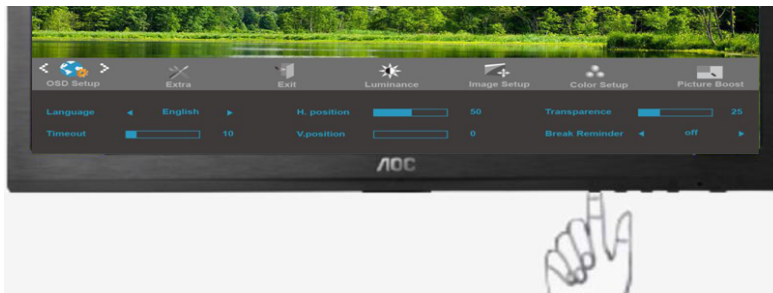 OSD Setup Extra Exit Luminance Image Setup Color Setup Picture Boost
Language English H. position 50 Transparence 25
Timeout 10 V.position 0 Break Reminder off
AOC